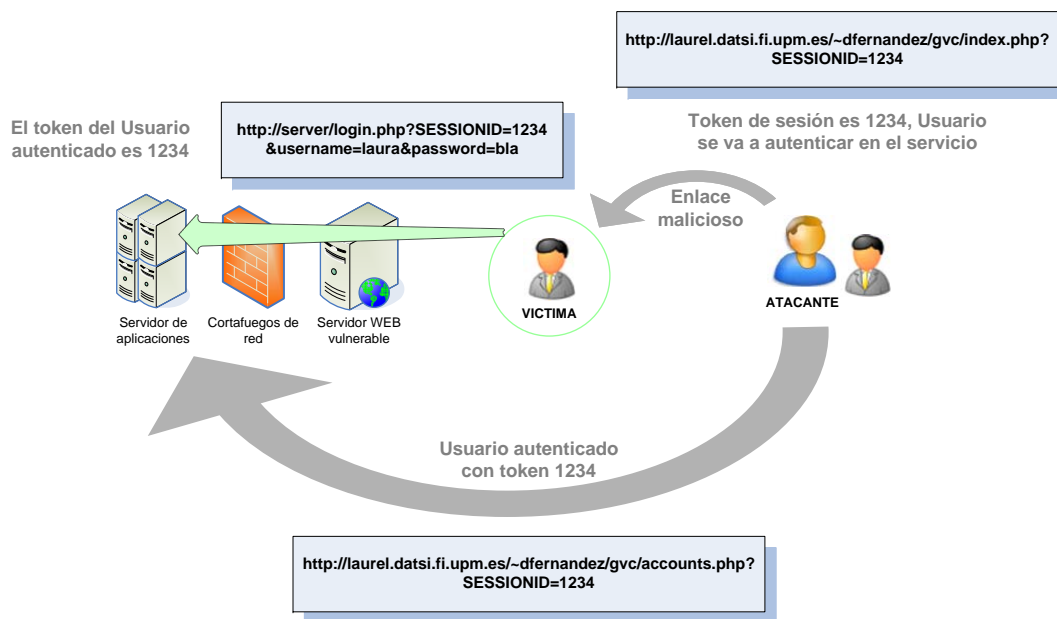 http://laurel.datsi.fi.upm.es/~dfernandez/gvc/index.php?
SESSIONID=1234
El token del Usuario
autenticado es 1234
http://server/login.php?SESSIONID=1234
&username=laura&password=bla
Token de sesión es 1234, Usuario
se va a autenticar en el servicio
Enlace
malicioso
Servidor de
aplicaciones
Cortafuegos de
red
Servidor WEB
vulnerable
VICTIMA
ATACANTE
Usuario autenticado
con token 1234
http://laurel.datsi.fi.upm.es/~dfernandez/gvc/accounts.php?
SESSIONID=1234